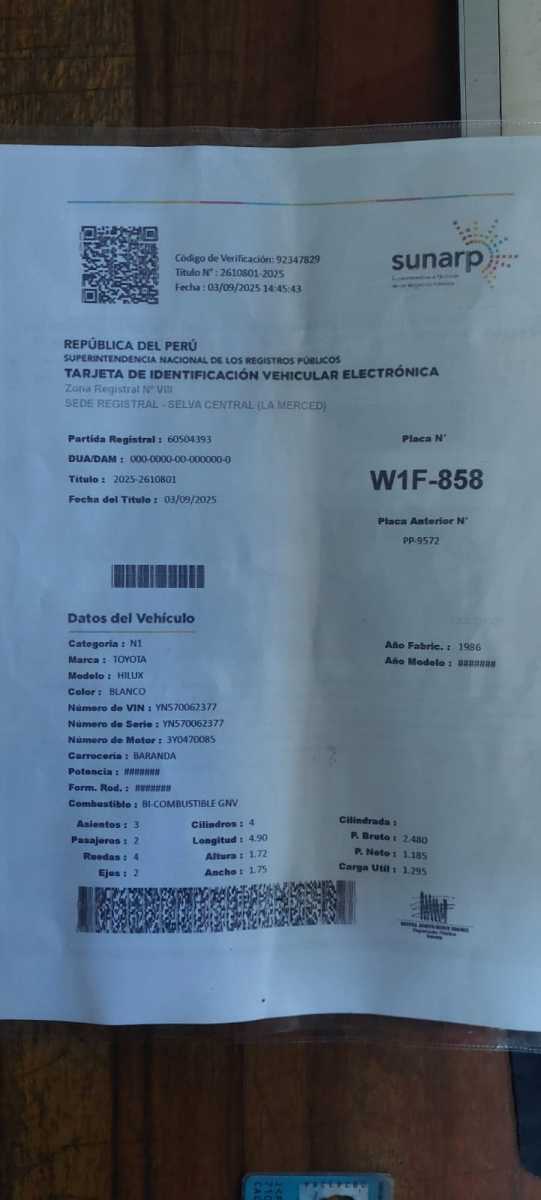 Código de Verificación: 92347829
Título N° : 2610801-2025
Fecha : 03/09/2025 14:45:43
sunarp
REPÚBLICA DEL PERÚ
SUPERINTENDENCIA NACIONAL DE LOS REGISTROS PÚBLICOS
TARJETA DE IDENTIFICACIÓN VEHICULAR ELECTRÓNICA
Zona Registral N° VIII
SEDE REGISTRAL - SELVA CENTRAL (LA MERCED)
Partida Registral : 60504393
DUA/DAM : 000-0000-00-000000-0
Título : 2025-2610801
Fecha del Título : 03/09/2025
Placa N°
W1F-858
Placa Anterior N°
PP-9572
Datos del Vehículo
Categoria : N1
Marca : TOYOTA
Modelo : HILUX
Color : BLANCO
Número de VIN : YN570062377
Número de Serie : YN570062377
Número de Motor : 3Y0470085
Carrocería : BARANDA
Potencia : #######
Form. Rod. : #######
Combustible : BI-COMBUSTIBLE GNV
Año Fabric. : 1986
Año Modelo : #######
Asientos : 3 Cilindros : 4 Cilindrada :
Pasajeros : 2 Longitud : 4.90 P. Bruto : 2.480
Ruedas : 4 Altura : 1.72 P. Neto : 1.185
Ejes : 2 Ancho : 1.75 Carga Util : 1.295